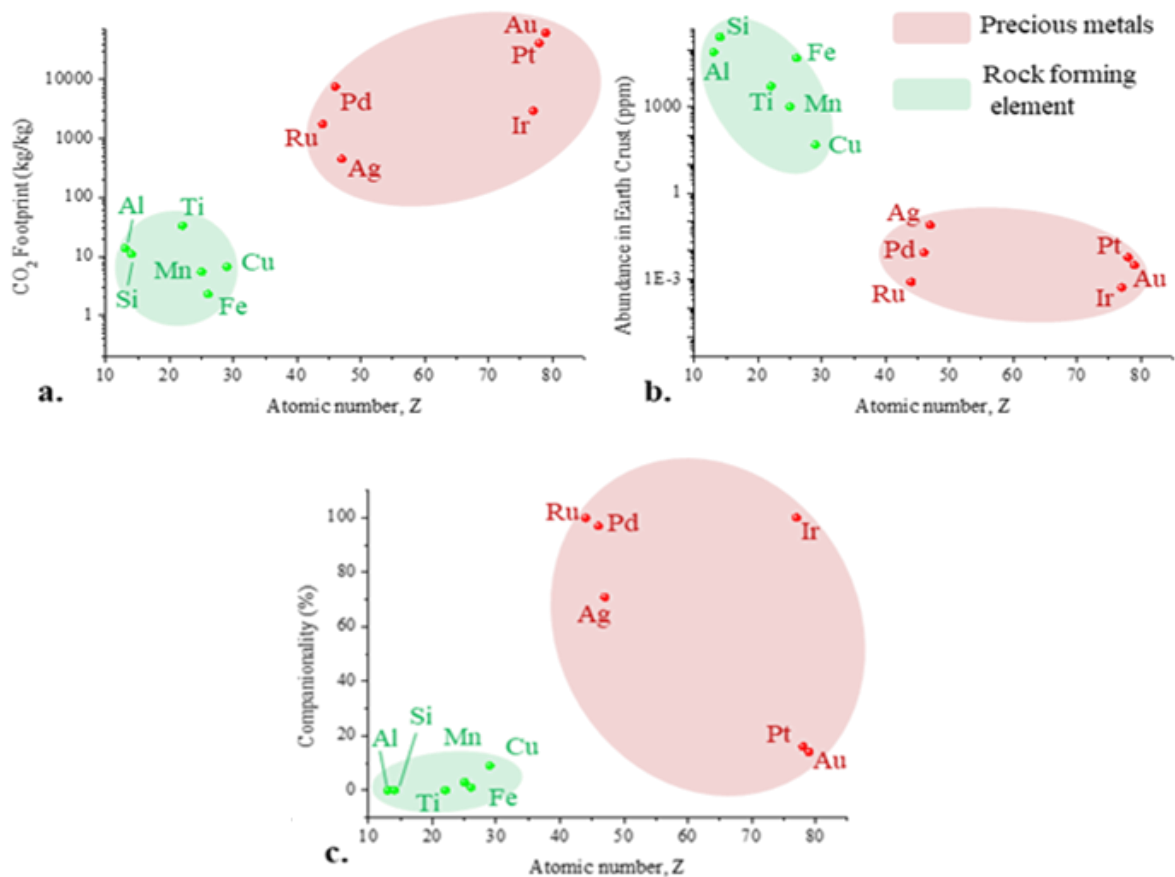 Au
Pt
10000
Pd
1000
Ru
Ir
Ag
100
Al
Ti
10
Mn
Cu
Si
Fe
1
CO₂ Footprint (kg/kg)
10 20 30 40 50 60 70 80
a.
Atomic number, Z
Si
Fe
Al
1000
Ti
Mn
Cu
1
Ag
Pd
Pt
1E-3
Au
Ru
Ir
Abundance in Earth Crust (ppm)
10 20 30 40 50 60 70 80
b.
Atomic number, Z
Precious metals
Rock forming
element
100
Ru
Pd
Ir
80
Ag
60
40
20
Si
Al
Mn
Cu
Pt
Au
0
Ti
Fe
Companionality (%)
10 20 30 40 50 60 70 80
c.
Atomic number, Z